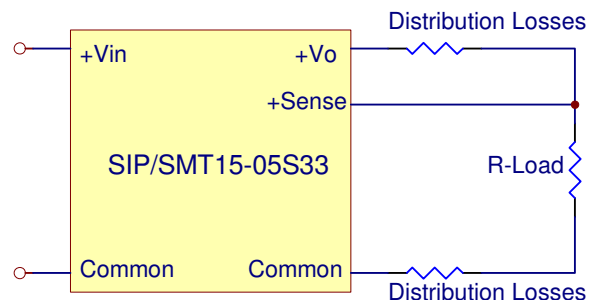 Distribution Losses
+Vin
+Vo
+Sense
SIP/SMT15-05S33
R-Load
Common
Common
Distribution Losses